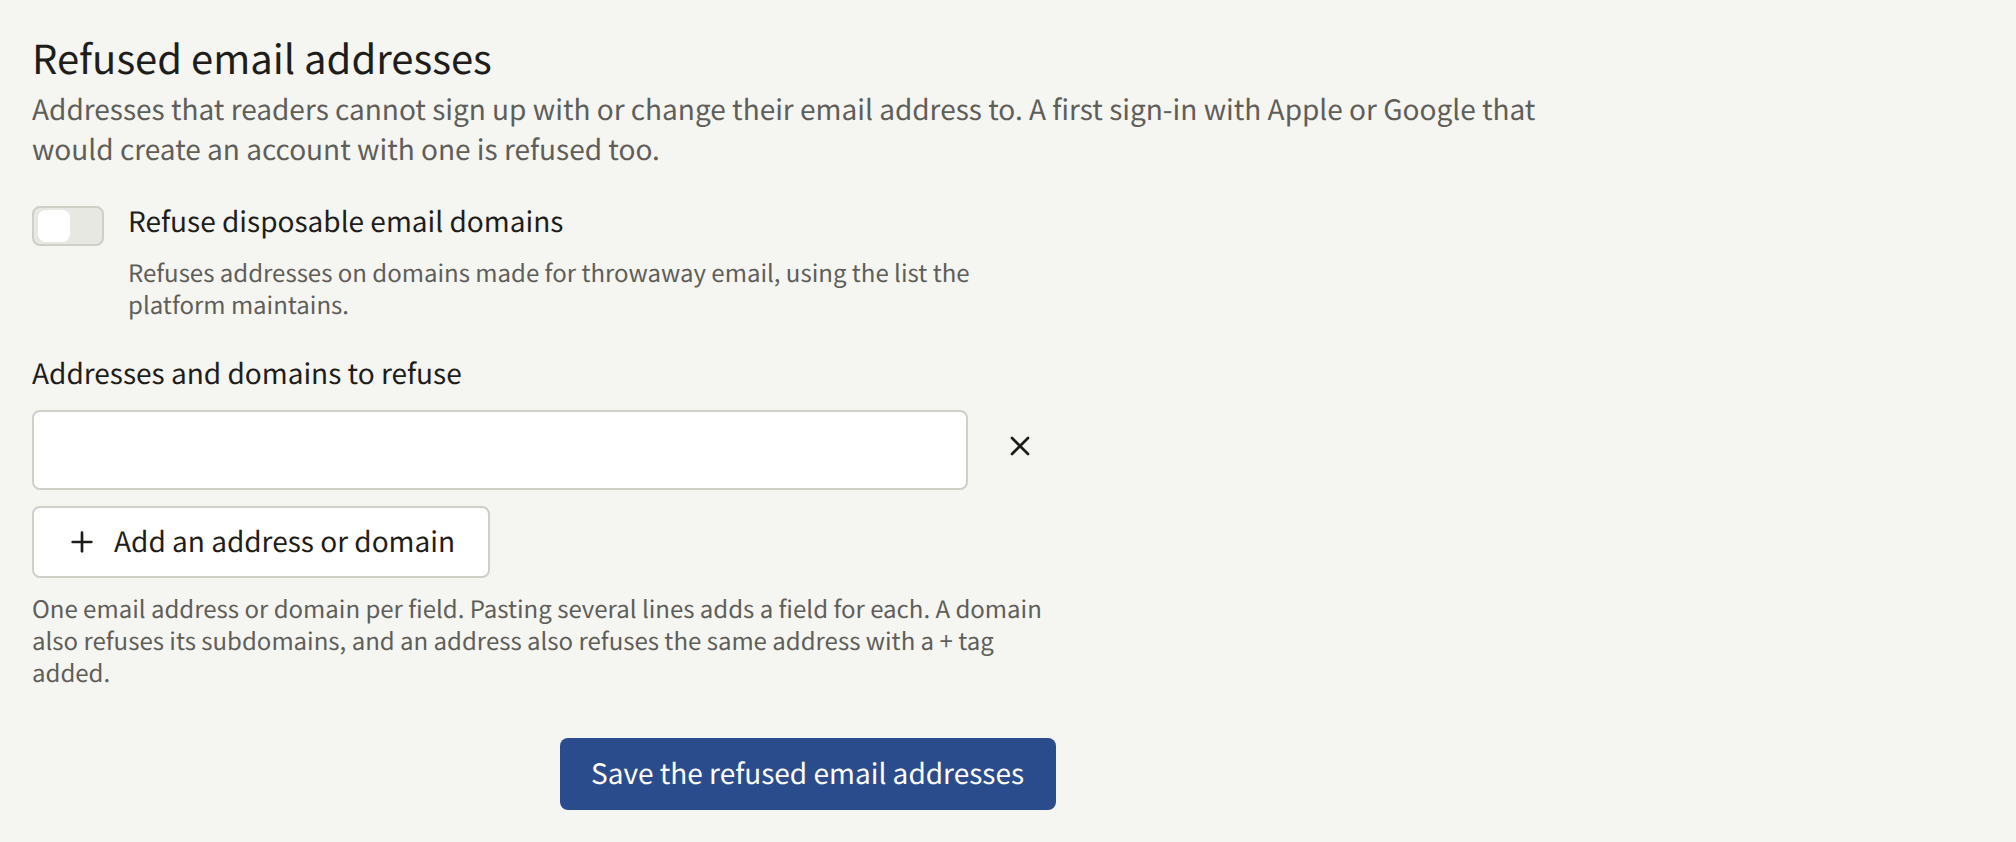 Refused email addresses
Addresses that readers cannot sign up with or change their email address to. A first sign-in with Apple or Google that
would create an account with one is refused too.
Refuse disposable email domains
Refuses addresses on domains made for throwaway email, using the list the
platform maintains.
Addresses and domains to refuse
Add an address or domain
One email address or domain per field. Pasting several lines adds a field for each. A domain
also refuses its subdomains, and an address also refuses the same address with a + tag
added.
Save the refused email addresses